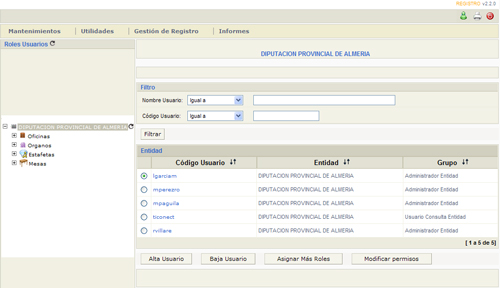 REGISTRO v2.2.0
Mantenimientos Utilidades Gestión de Registro Informes
Roles Usuarios
DIPUTACION PROVINCIAL DE ALMERIA
Filtro
Nombre Usuario: Igual a
Código Usuario: Igual a
Filtrar
DIPUTACION PROVINCIAL DE ALMERIA
Oficinas
Organos
Estafetas
Mesas
Entidad
Código Usuario Entidad Grupo
lgarciam DIPUTACION PROVINCIAL DE ALMERIA Administrador Entidad
mperezro DIPUTACION PROVINCIAL DE ALMERIA Administrador Entidad
mpaguila DIPUTACION PROVINCIAL DE ALMERIA Administrador Entidad
ticonect DIPUTACION PROVINCIAL DE ALMERIA Usuario Consulta Entidad
rvillare DIPUTACION PROVINCIAL DE ALMERIA Administrador Entidad
[ 1 a 5 de 5]
Alta Usuario Baja Usuario Asignar Más Roles Modificar permisos